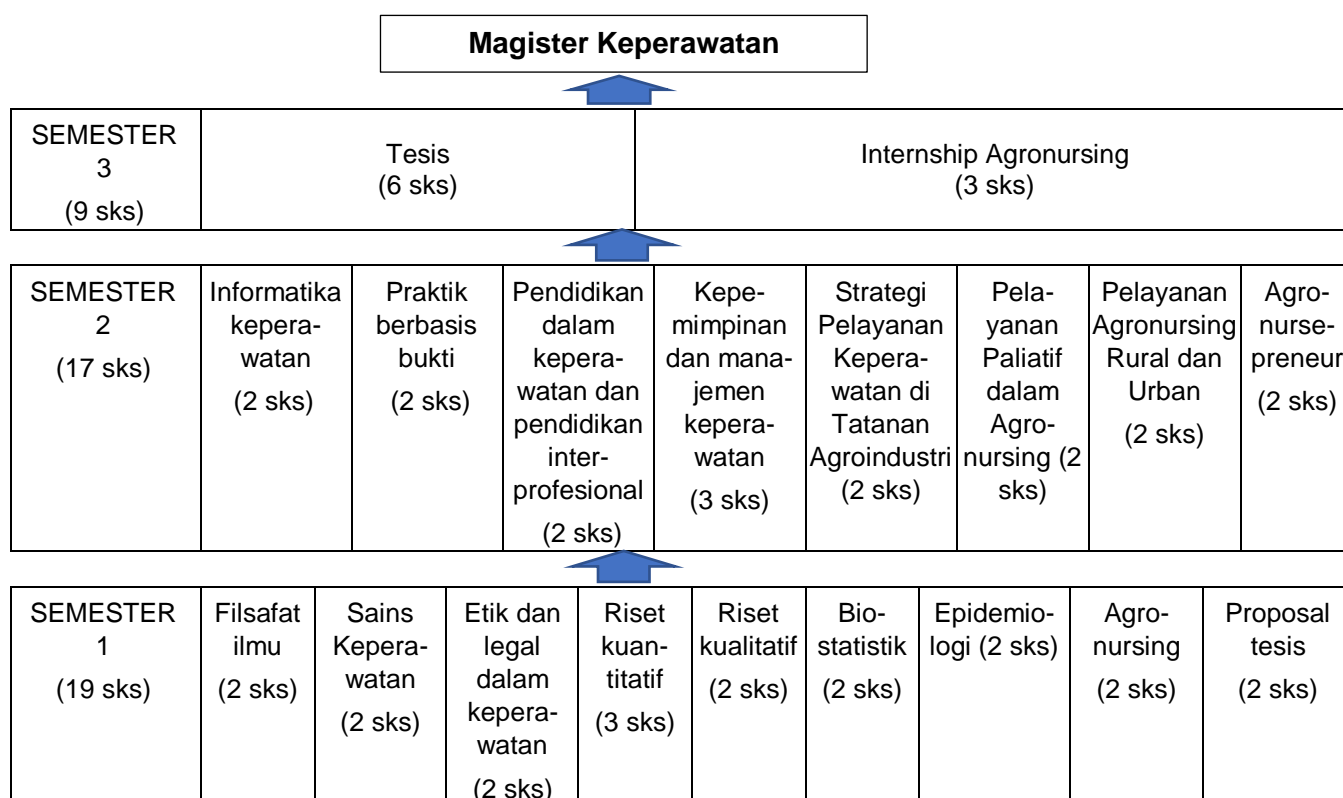 Magister Keperawatan
SEMESTER
3
(9 sks)
Tesis
(6 sks)
Internship Agronursing
(3 sks)
SEMESTER
2
(17 sks)
Informatika
kepera-
watan
(2 sks)
Praktik
berbasis
bukti
(2 sks)
Pendidikan
dalam
kepera-
watan dan
pendidikan
inter-
profesional
(2 sks)
Kepe-
mimpinan
dan mana-
jemen
kepera-
watan
(3 sks)
Strategi
Pelayanan
Kepera-
watan di
Tatanan
Agroindustri
(2 sks)
Pela-
yanan
Paliatif
dalam
Agro-
nursing (2
sks)
Pelayanan
Agronursing
Rural dan
Urban
(2 sks)
Agro-
nurse-
preneur
(2 sks)
SEMESTER
1
(19 sks)
Filsafat
ilmu
(2 sks)
Sains
Kepera-
watan
(2 sks)
Etik dan
legal
dalam
kepera-
watan
(2 sks)
Riset
kuan-
titatif
(3 sks)
Riset
kualitatif
(2 sks)
Bio-
statistik
(2 sks)
Epidemio-
logi (2 sks)
Agro-
nursing
(2 sks)
Proposal
tesis
(2 sks)